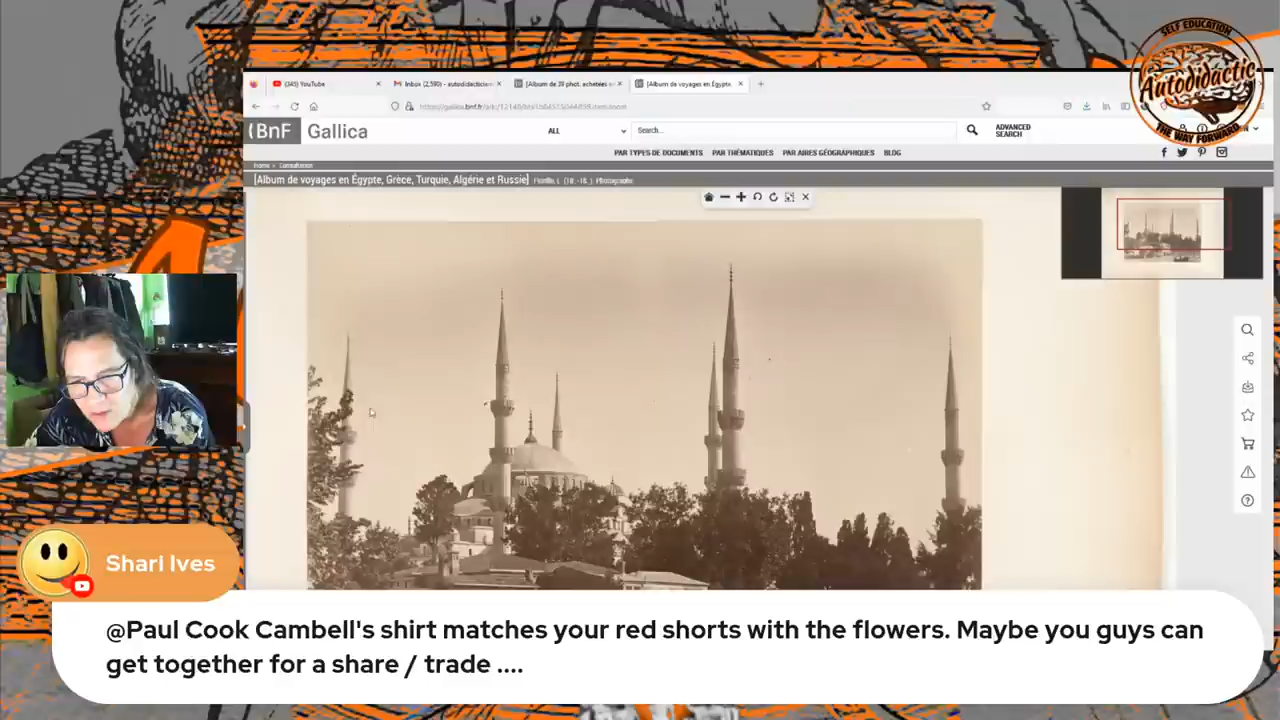 SELF EDUCATION
Autodidactic
THE WAY FORWARD
(345) YouTube
[Album de voyages en Égypte
BnF Gallica
ALL
Search...
ADVANCED
SEARCH
PAR TYPES DE DOCUMENTS PAR THÉMATIQUES PAR AIRES GÉOGRAPHIQUES BLOG
Home > Consultation
[Album de voyages en Égypte, Grèce, Turquie, Algérie et Russie]
Shari Ives
@Paul Cook Cambell's shirt matches your red shorts with the flowers. Maybe you guys can
get together for a share / trade ....